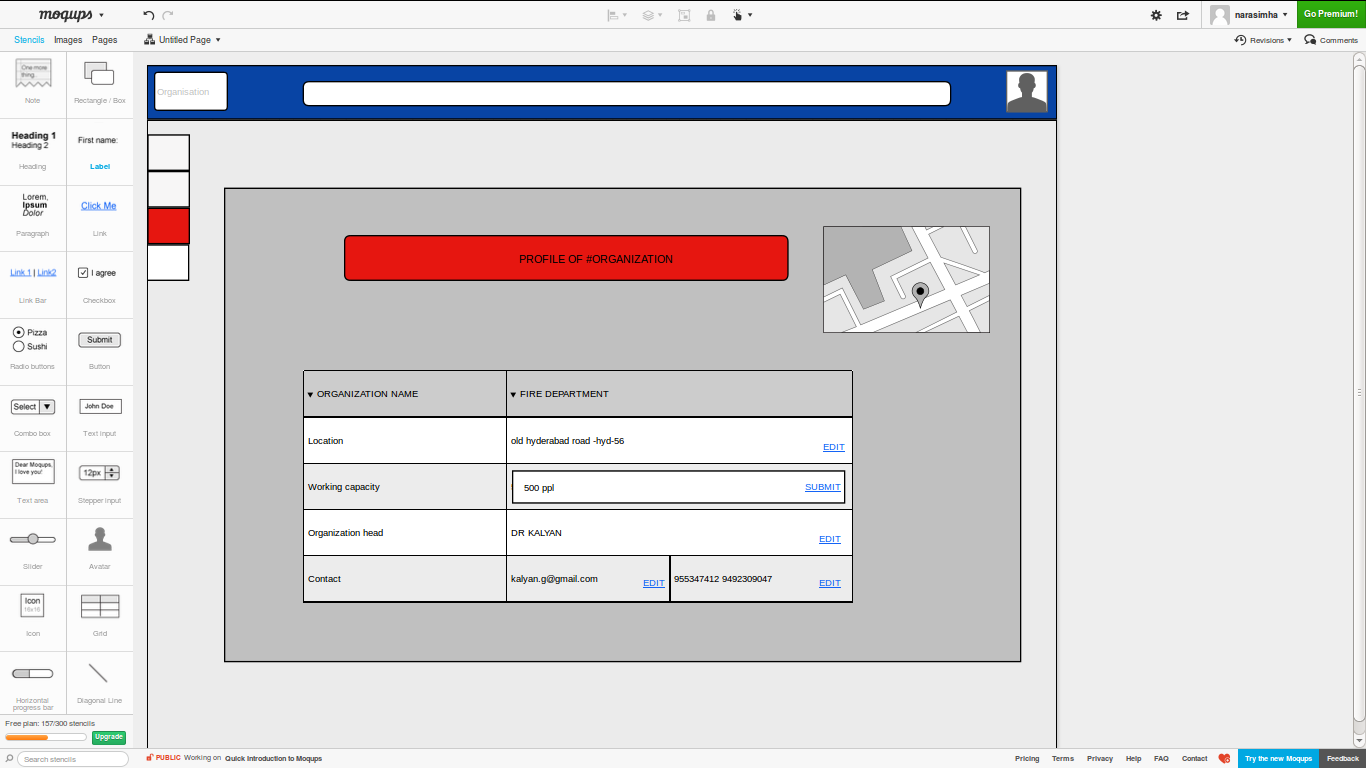 moqups
narasimha
Go Premium!
Stencils Images Pages
Untitled Page
Revisions
Comments
One more thing..
Note
Rectangle / Box
Heading 1
Heading 2
Heading
First name:
Label
Lorem,
Ipsum
Dolor
Paragraph
Click Me
Link
Link 1 | Link2
Link Bar
I agree
Checkbox
Pizza
Sushi
Radio buttons
Submit
Button
Select
Combo box
John Doe
Text input
Dear Moqups,
I love you!
Text area
12px
Stepper input
Slider
Avatar
Icon
16x16
Icon
Grid
Horizontal
progress bar
Diagonal Line
Free plan: 157/300 stencils
Upgrade
Search stencils
Organisation
PROFILE OF #ORGANIZATION
▼ ORGANIZATION NAME
▼ FIRE DEPARTMENT
Location
old hyderabad road -hyd-56
EDIT
Working capacity
500 ppl
SUBMIT
Organization head
DR KALYAN
EDIT
Contact
kalyan.g@gmail.com
EDIT
955347412 9492309047
EDIT
PUBLIC Working on Quick Introduction to Moqups
Pricing Terms Privacy Help FAQ Contact
Try the new Moqups
Feedback